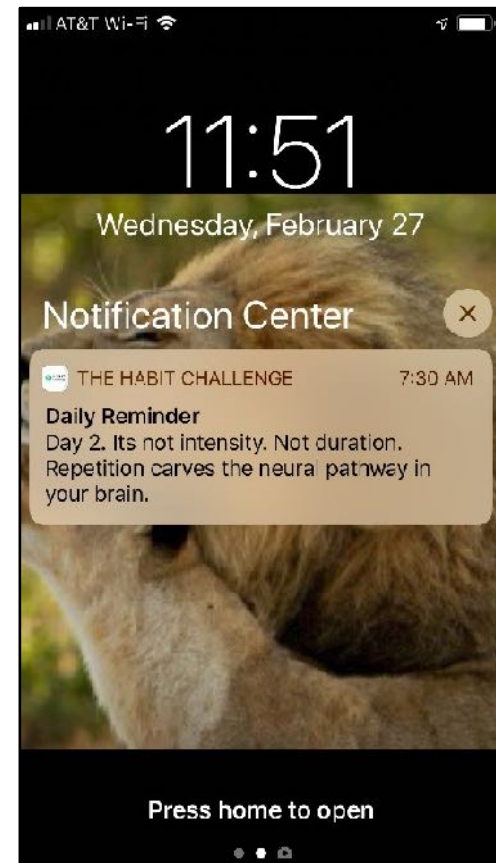 AT&T Wi-Fi
11:51
Wednesday, February 27
Notification Center
THE HABIT CHALLENGE 7:30 AM
Daily Reminder
Day 2. Its not intensity. Not duration.
Repetition carves the neural pathway in
your brain.
Press home to open